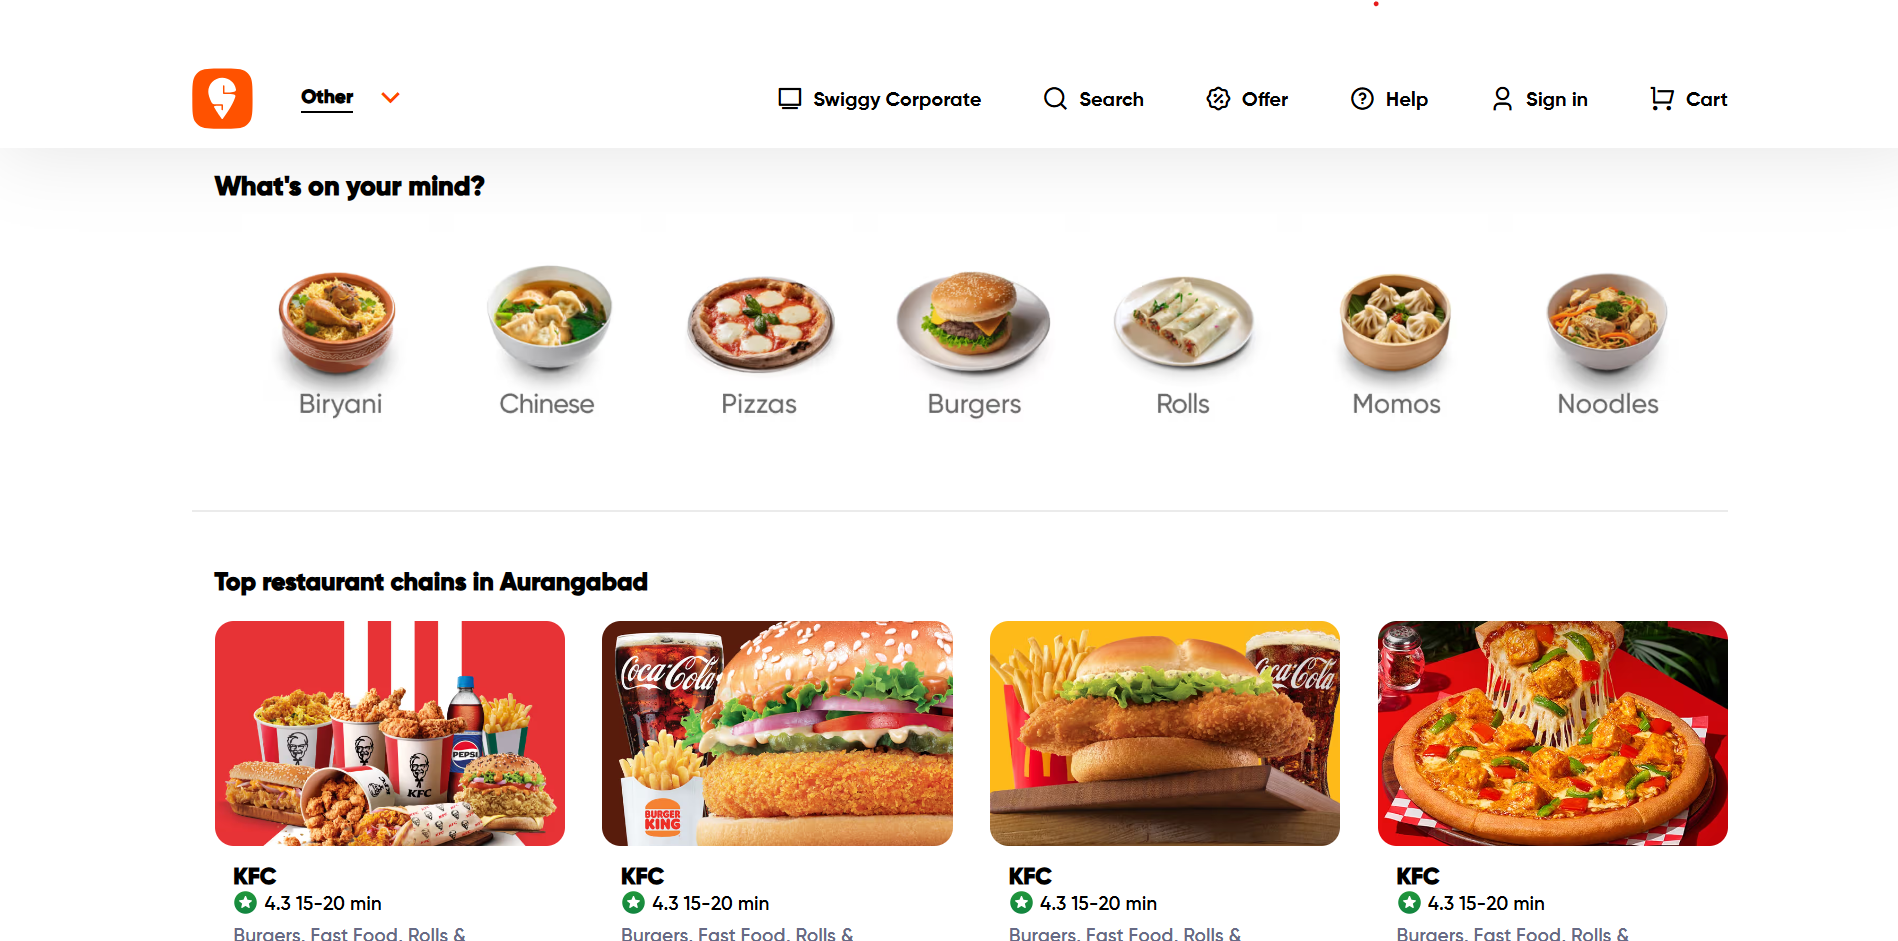 Other
Swiggy Corporate
Search
Offer
Help
Sign in
Cart
What's on your mind?
Biryani
Chinese
Pizzas
Burgers
Rolls
Momos
Noodles
Top restaurant chains in Aurangabad
PEPSI
KFC
Coca-Cola
BURGER
KING
Coca-Cola
KFC
KFC
KFC
KFC
4.3 15-20 min
4.3 15-20 min
4.3 15-20 min
4.3 15-20 min
Burgers, Fast Food, Rolls &
Burgers, Fast Food, Rolls &
Burgers, Fast Food, Rolls &
Burgers, Fast Food, Rolls &